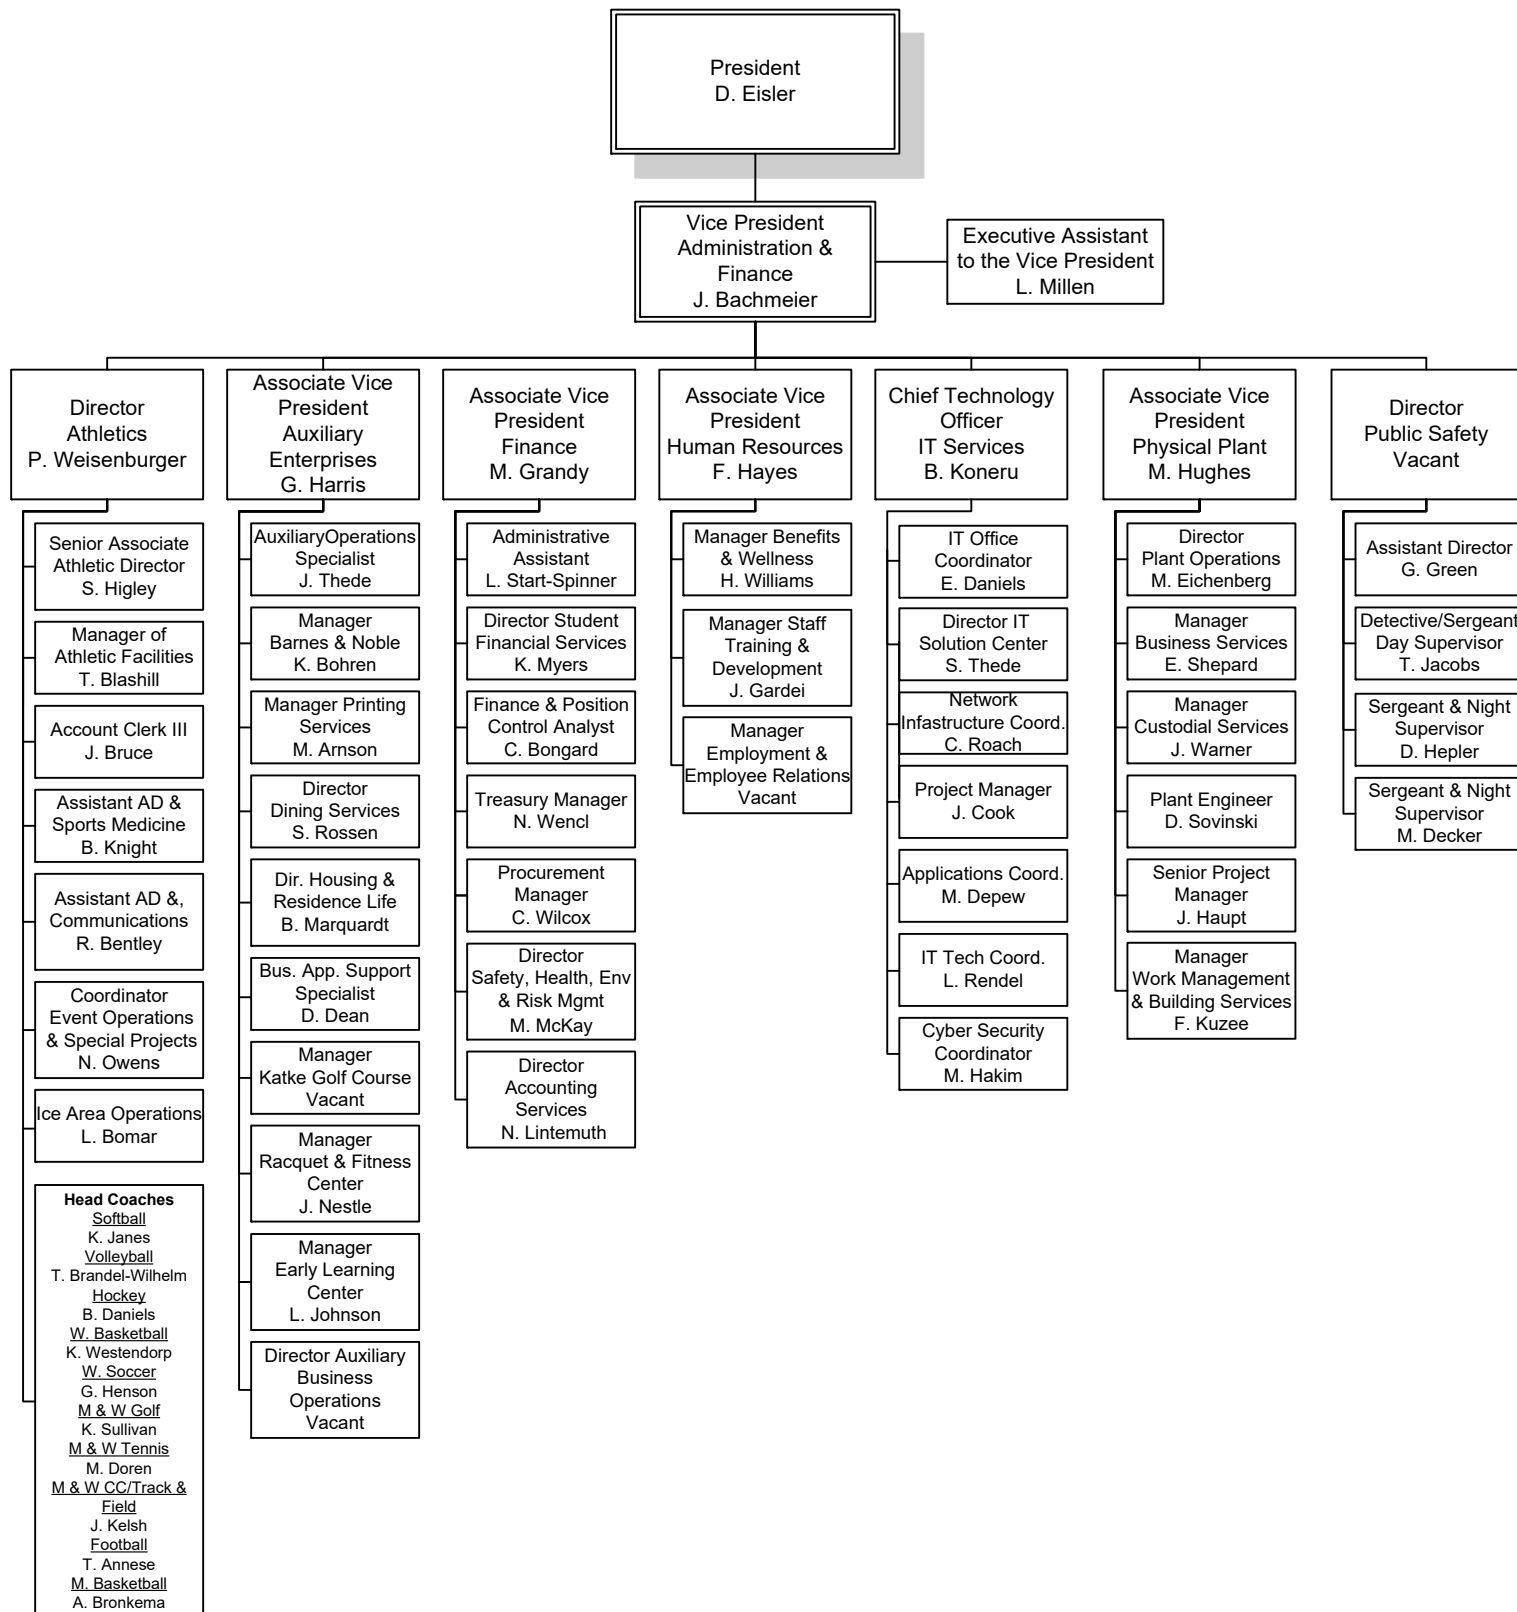 President
D. Eisler
Vice President
Administration &
Finance
J. Bachmeier
Executive Assistant
to the Vice President
L. Millen
Director
Athletics
P. Weisenburger
Senior Associate
Athletic Director
S. Higley
Manager of
Athletic Facilities
T. Blashill
Account Clerk III
J. Bruce
Assistant AD &
Sports Medicine
B. Knight
Assistant AD &,
Communications
R. Bentley
Coordinator
Event Operations
& Special Projects
N. Owens
Ice Area Operations
L. Bomar
Head Coaches
Softball
K. Janes
Volleyball
T. Brandel-Wilhelm
Hockey
B. Daniels
W. Basketball
K. Westendorp
W. Soccer
G. Henson
M & W Golf
K. Sullivan
M & W Tennis
M. Doren
M & W CC/Track &
Field
J. Kelsh
Football
T. Annese
M. Basketball
A. Bronkema
Associate Vice
President
Auxiliary
Enterprises
G. Harris
AuxiliaryOperations
Specialist
J. Thede
Manager
Barnes & Noble
K. Bohren
Manager Printing
Services
M. Arnson
Director
Dining Services
S. Rossen
Dir. Housing &
Residence Life
B. Marquardt
Bus. App. Support
Specialist
D. Dean
Manager
Katke Golf Course
Vacant
Manager
Racquet & Fitness
Center
J. Nestle
Manager
Early Learning
Center
L. Johnson
Director Auxiliary
Business
Operations
Vacant
Associate Vice
President
Finance
M. Grandy
Administrative
Assistant
L. Start-Spinner
Director Student
Financial Services
K. Myers
Finance & Position
Control Analyst
C. Bongard
Treasury Manager
N. Wencl
Procurement
Manager
C. Wilcox
Director
Safety, Health, Env
& Risk Mgmt
M. McKay
Director
Accounting
Services
N. Lintemuth
Associate Vice
President
Human Resources
F. Hayes
Manager Benefits
& Wellness
H. Williams
Manager Staff
Training &
Development
J. Gardei
Manager
Employment &
Employee Relations
Vacant
Chief Technology
Officer
IT Services
B. Koneru
IT Office
Coordinator
E. Daniels
Director IT
Solution Center
S. Thede
Network
Infastructure Coord.
C. Roach
Project Manager
J. Cook
Applications Coord.
M. Depew
IT Tech Coord.
L. Rendel
Cyber Security
Coordinator
M. Hakim
Associate Vice
President
Physical Plant
M. Hughes
Director
Plant Operations
M. Eichenberg
Manager
Business Services
E. Shepard
Manager
Custodial Services
J. Warner
Plant Engineer
D. Sovinski
Senior Project
Manager
J. Haupt
Manager
Work Management
& Building Services
F. Kuzee
Director
Public Safety
Vacant
Assistant Director
G. Green
Detective/Sergeant
Day Supervisor
T. Jacobs
Sergeant & Night
Supervisor
D. Hepler
Sergeant & Night
Supervisor
M. Decker